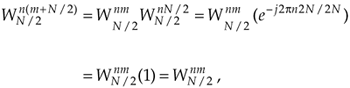 W_{N/2}^{n(m+N/2)} = W_{N/2}^{nm} W_{N/2}^{nN/2} = W_{N/2}^{nm} (e^{-j2πn2N/2N})
= W_{N/2}^{nm} (1) = W_{N/2}^{nm} ,